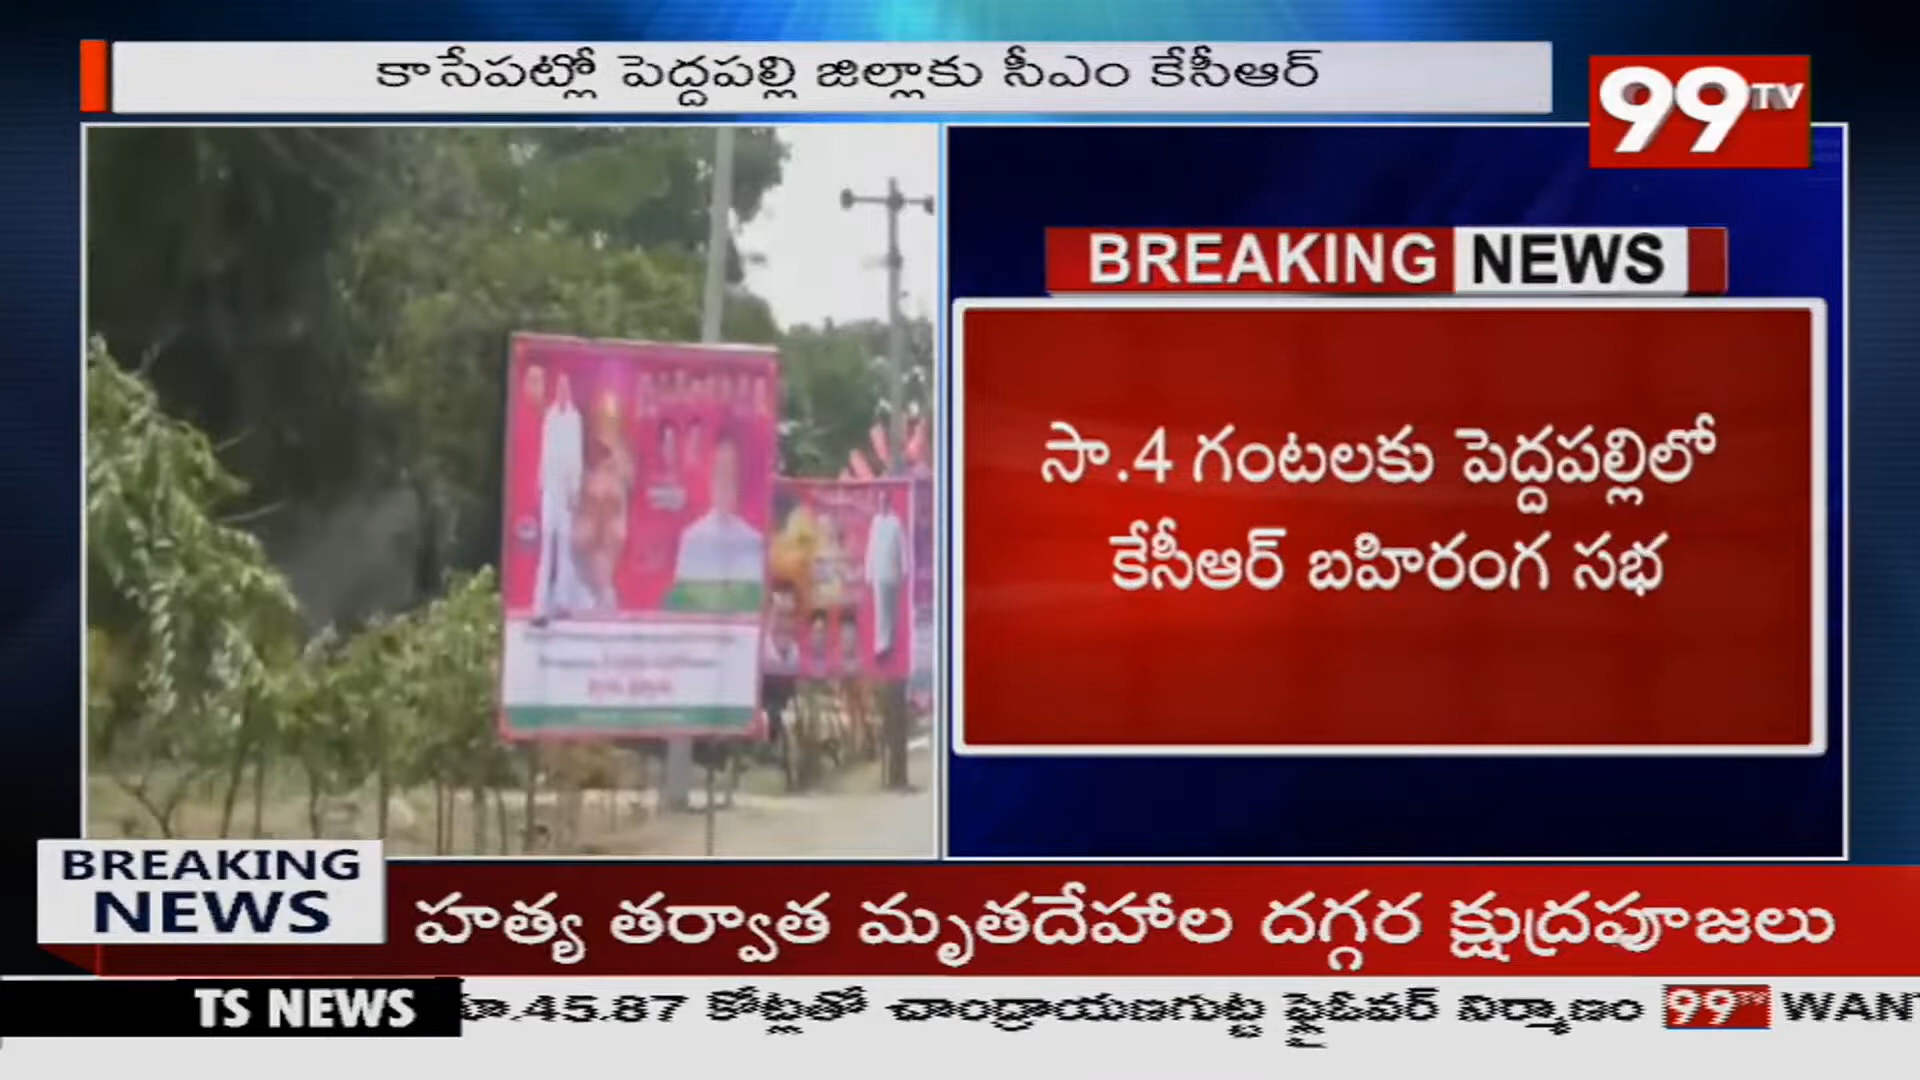 కాసేపట్లో పెద్దపల్లి జిల్లాకు సీఎం కేసీఆర్
99TV
BREAKING NEWS
సా.4 గంటలకు పెద్దపల్లిలో
కేసీఆర్ బహిరంగ సభ
BREAKING
NEWS
హత్య తర్వాత మృతదేహాల దగ్గర క్షుద్రపూజలు
TS NEWS
.45.87 కోట్లతో చాంద్రాయణగుట్ట ఫ్లైఓవర్ నిర్మాణం 99TV WAN